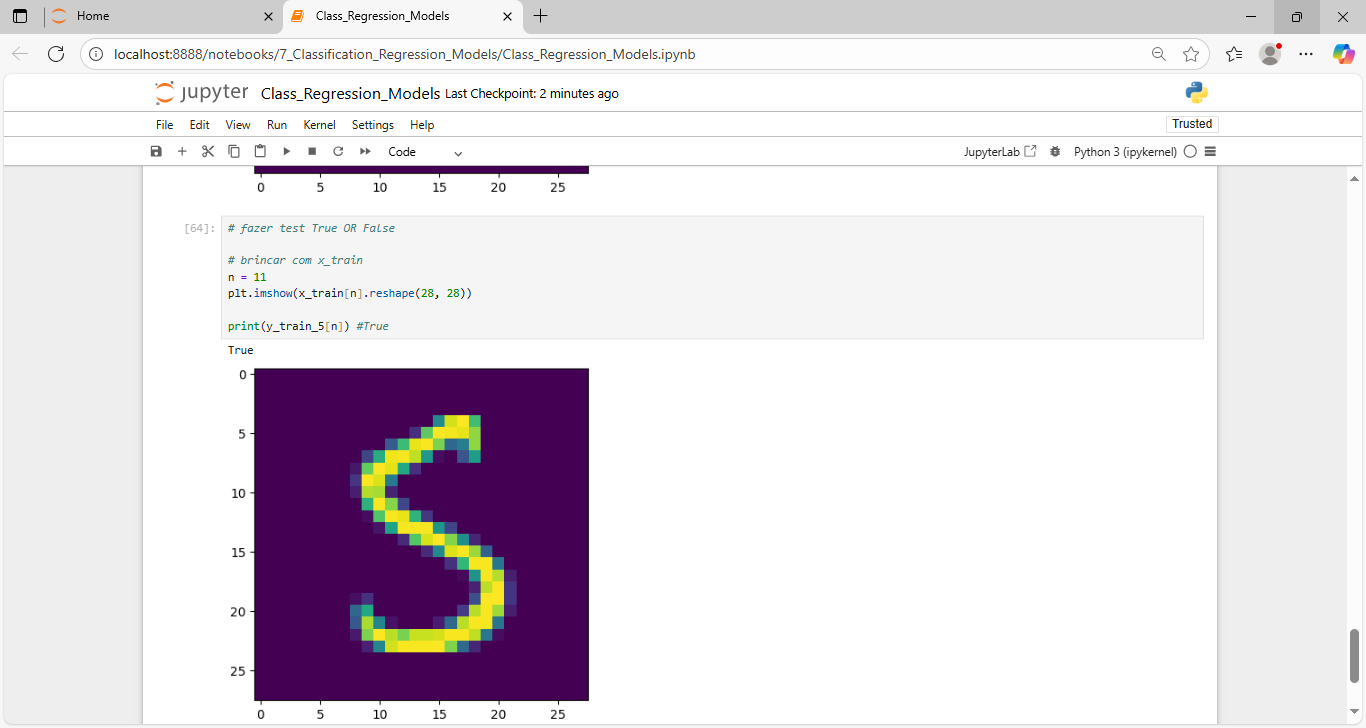 Home
Class_Regression_Models
localhost:8888/notebooks/7_Classification_Regression_Models/Class_Regression_Models.ipynb
jupyter Class_Regression_Models Last Checkpoint: 2 minutes ago
File Edit View Run Kernel Settings Help
Trusted
Code
JupyterLab
Python 3 (ipykernel)
0 5 10 15 20 25
[64]:
# fazer test True OR False
# brincar com x_train
n = 11
plt.imshow(x_train[n].reshape(28, 28))
print(y_train_5[n]) #True
True
0
5
10
15
20
25
0 5 10 15 20 25